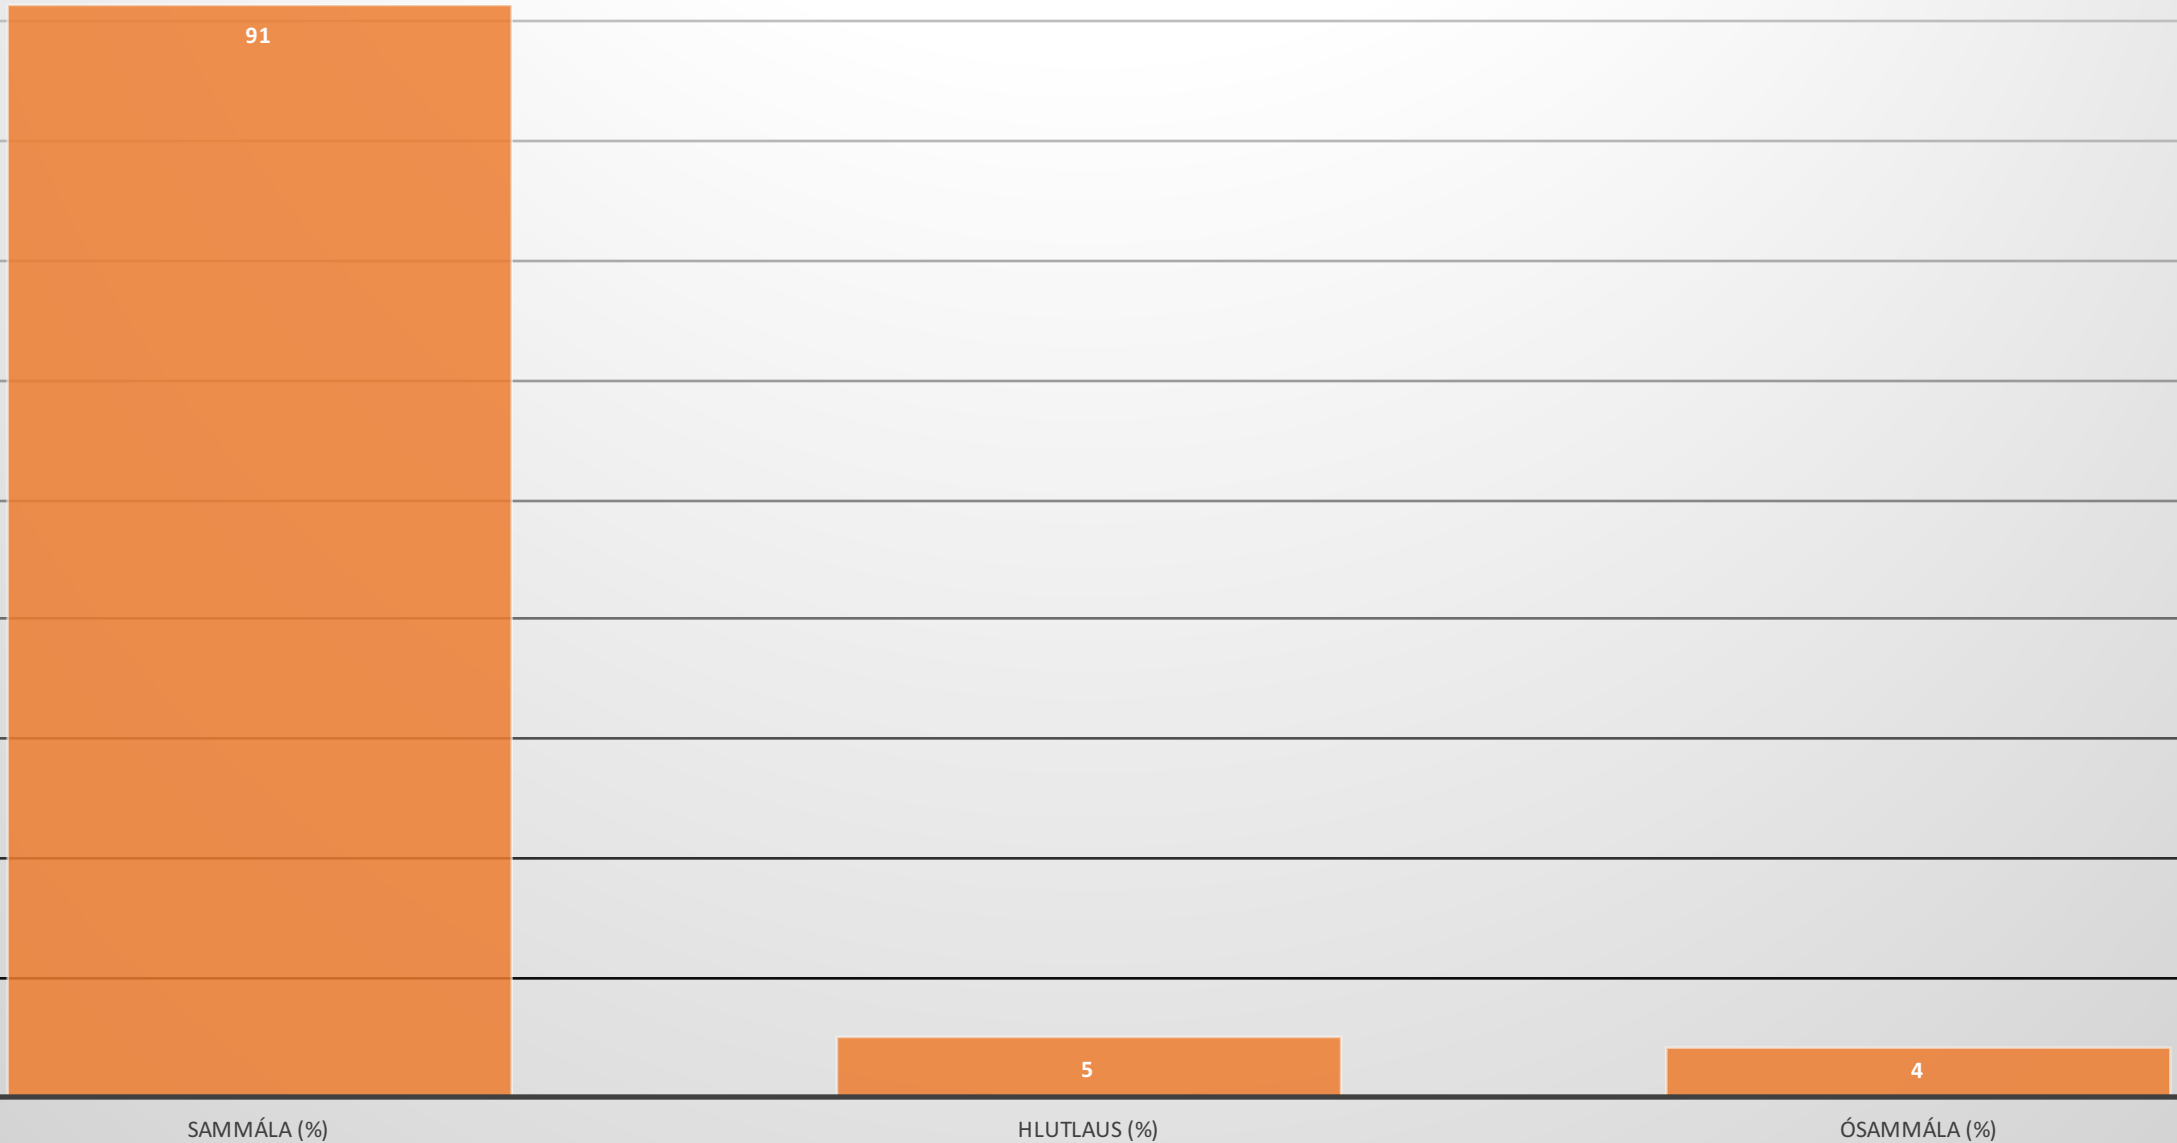 91
5
4
SAMMÁLA (%)
HLUTLAUS (%)
ÓSAMMÁLA (%)